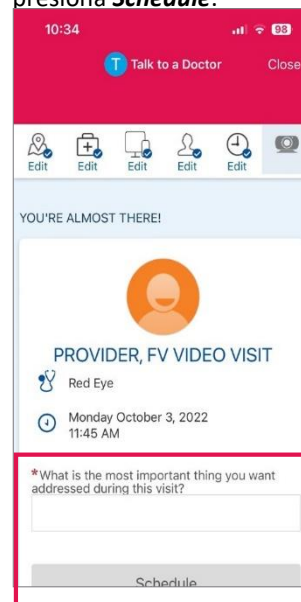 presiona Schedule.
10:34
98
T Talk to a Doctor Close
Edit Edit Edit Edit Edit
YOU'RE ALMOST THERE!
PROVIDER, FV VIDEO VISIT
Red Eye
Monday October 3, 2022
11:45 AM
*What is the most important thing you want
addressed during this visit?
Schedule